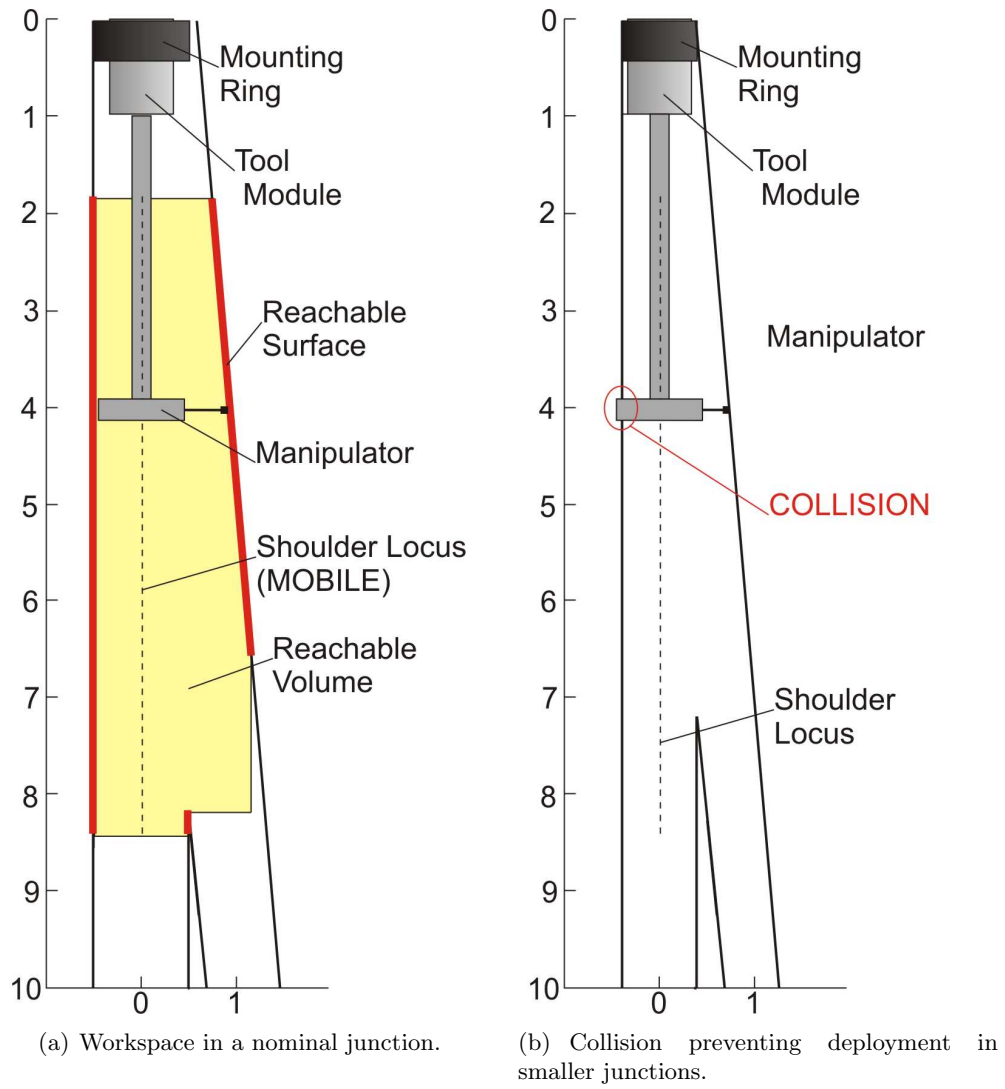 0
1
2
3
4
5
6
7
8
9
10
0
1
Mounting
Ring
Tool
Module
Reachable
Surface
Manipulator
Shoulder Locus
(MOBILE)
Reachable
Volume
(a) Workspace in a nominal junction.
0
1
2
3
4
5
6
7
8
9
10
0
1
Mounting
Ring
Tool
Module
Manipulator
COLLISION
Shoulder
Locus
(b) Collision preventing deployment in
smaller junctions.